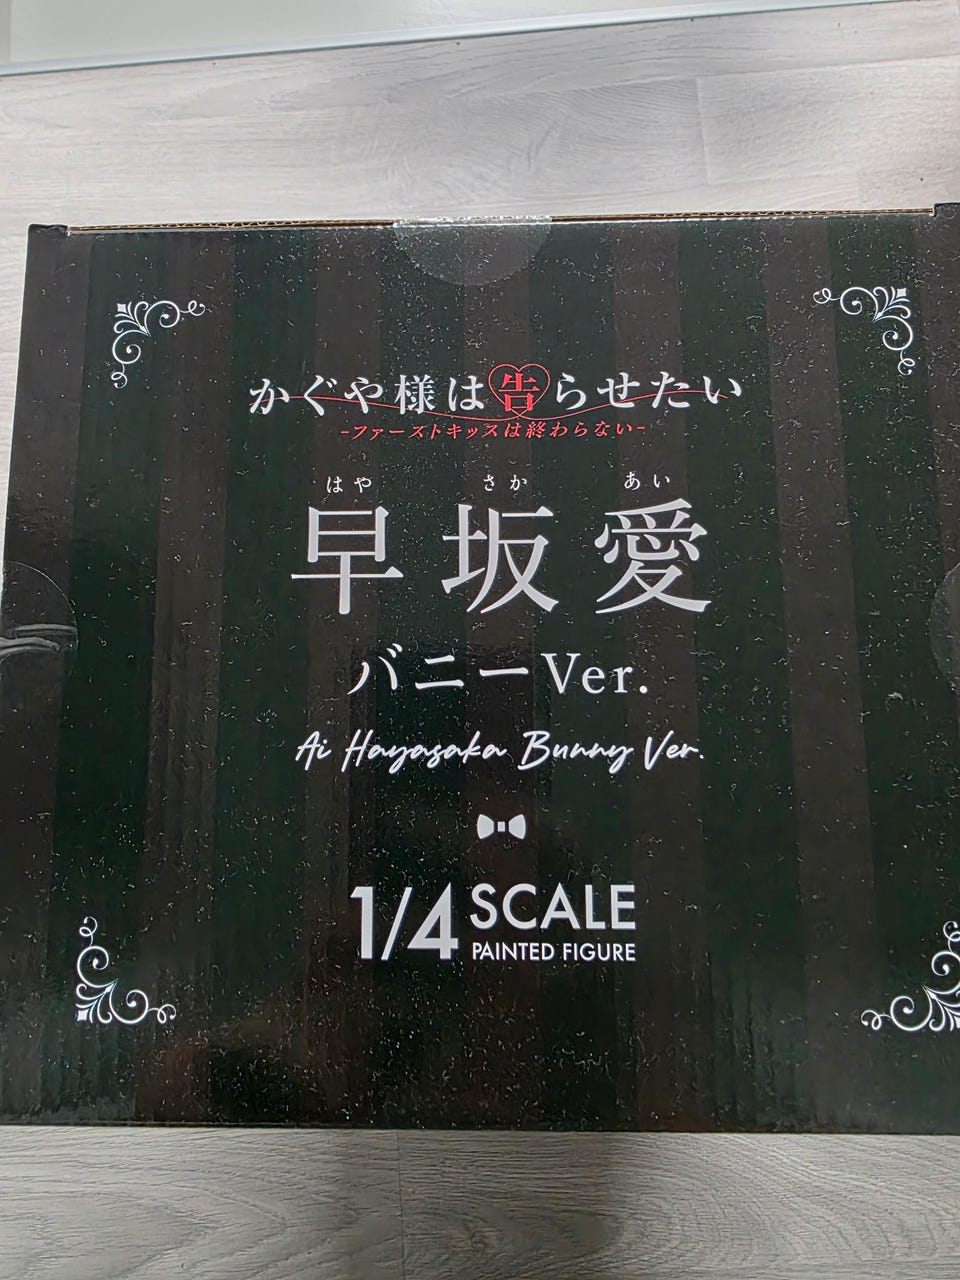 かぐや様は告らせたい
-ファーストキッスは終わらない-
はや さか あい
早坂愛
バニーVer.
Ai Hayasaka Bunny Ver.
1/4 SCALE
PAINTED FIGURE